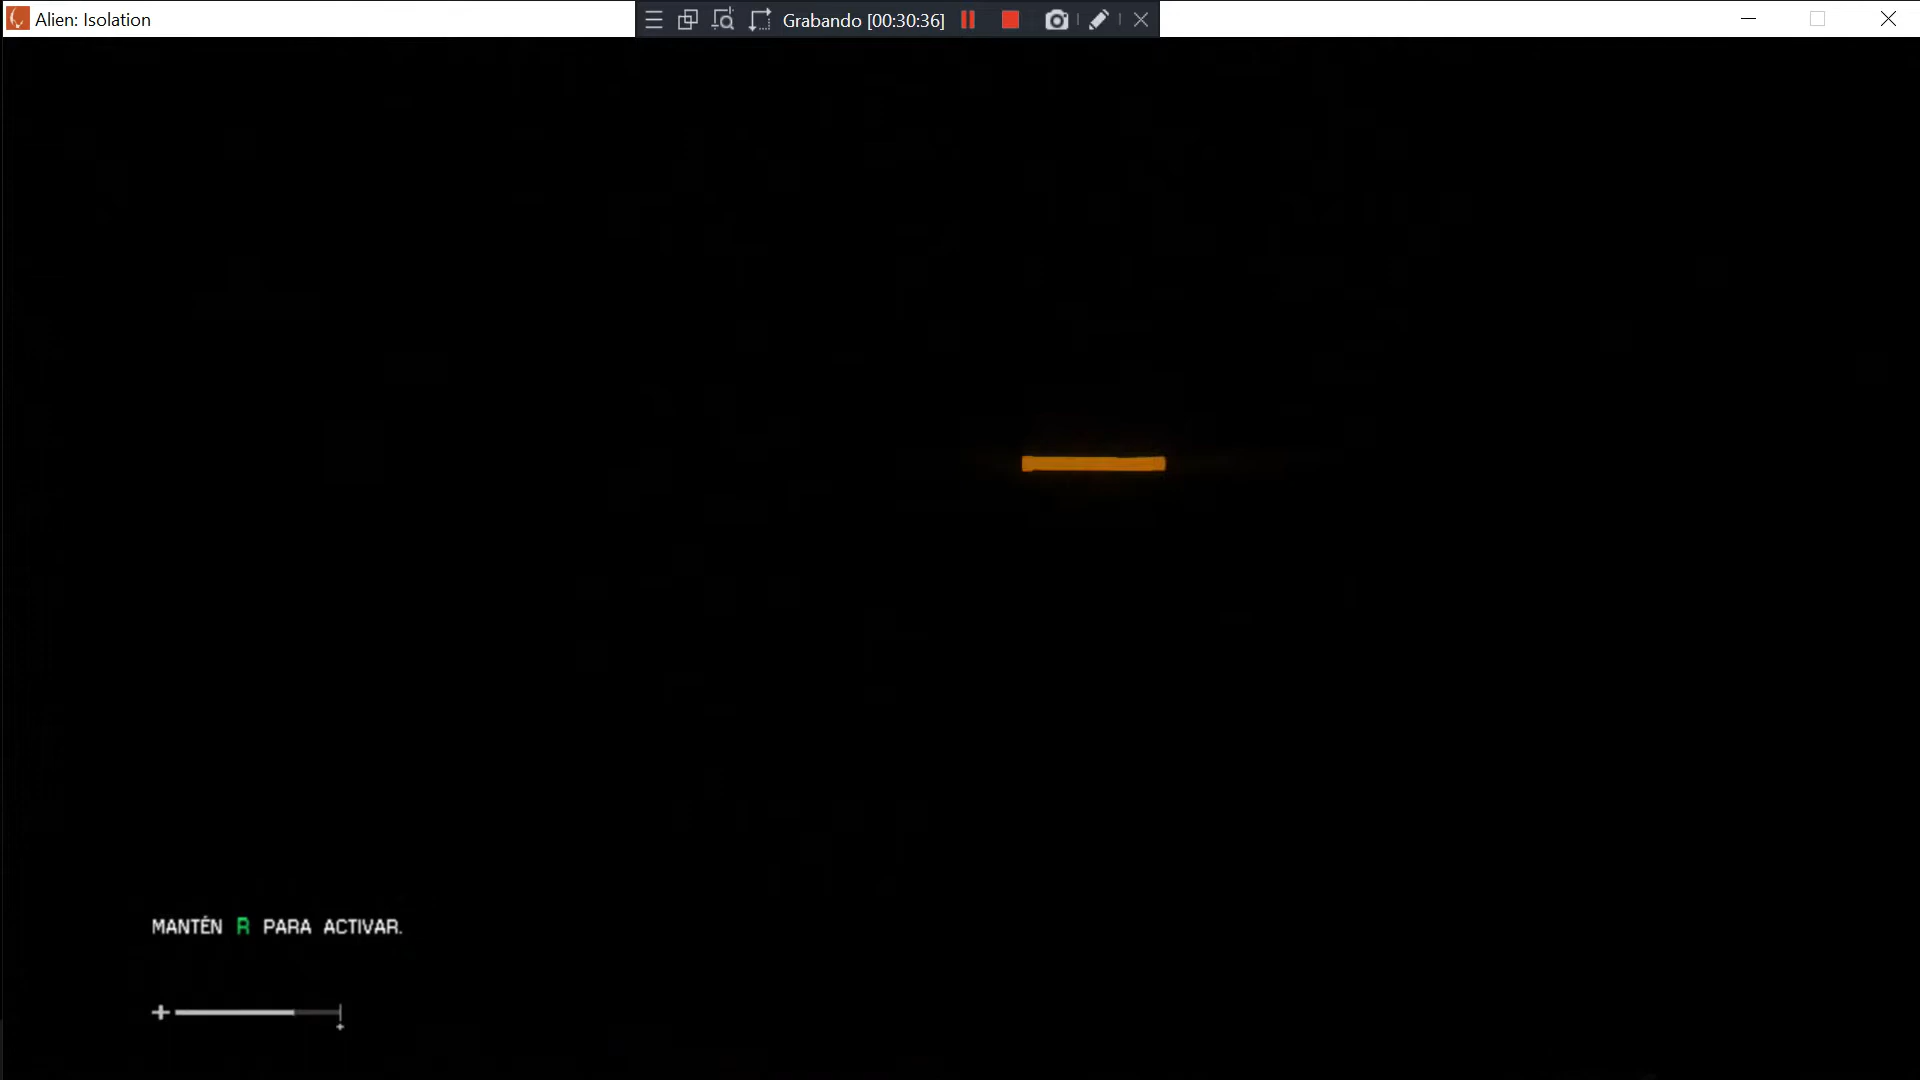 Alien: Isolation
Grabando [00:30:36]
MANTÉN R PARA ACTIVAR.